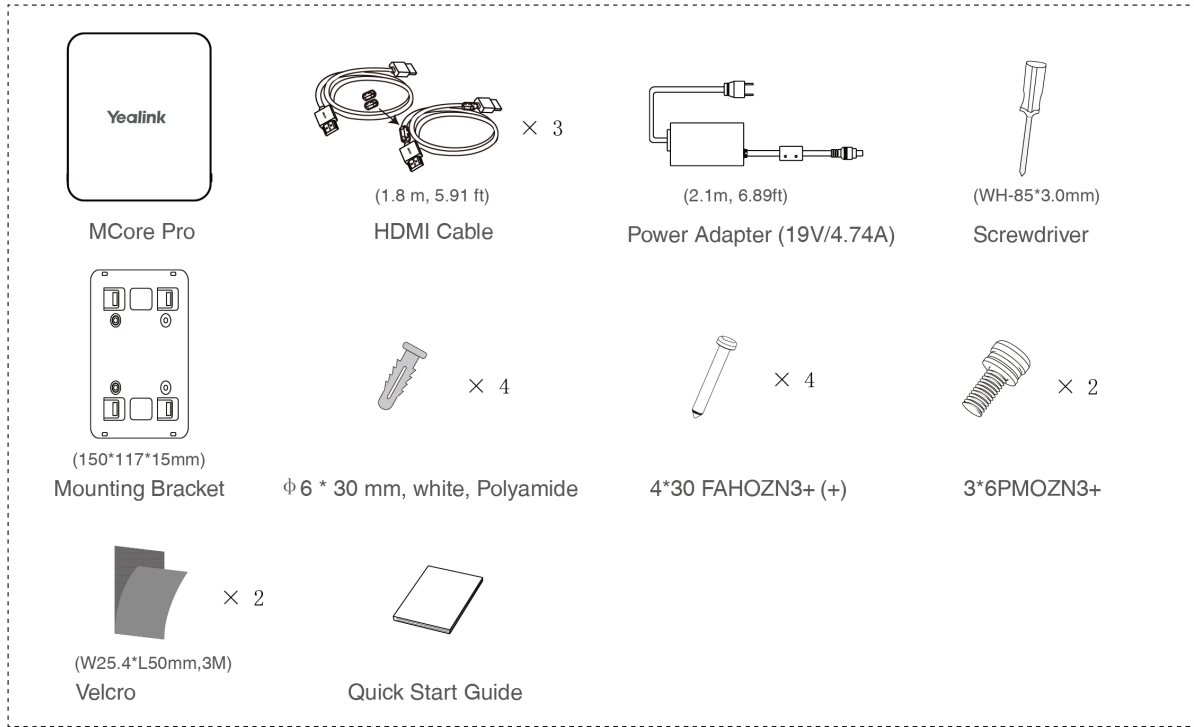 Yealink
× 3
(1.8 m, 5.91 ft)
(2.1m, 6.89ft)
(WH-85*3.0mm)
MCore Pro
HDMI Cable
Power Adapter (19V/4.74A)
Screwdriver
× 4
× 4
× 2
(150*117*15mm)
Mounting Bracket
ф6 * 30 mm, white, Polyamide
4*30 FAHOZN3+ (+)
3*6PMOZN3+
× 2
(W25.4*L50mm,3M)
Velcro
Quick Start Guide